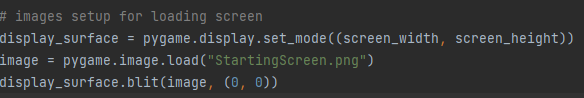 # images setup for loading screen
display_surface = pygame.display.set_mode((screen_width, screen_height))
image = pygame.image.load("StartingScreen.png")
display_surface.blit(image, (0, 0))